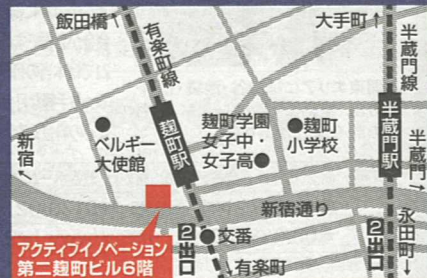 飯田橋↑
有楽町線
大手町↑
半蔵門線
麹町駅
ベルギー
大使館
麹町学園
女子中・
女子高
麹町
小学校
半蔵門駅
半蔵門→
新宿
↙
新宿通り
永田町→
2出口
交番
2出口
↓有楽町
アクティブイノベーション
第二麹町ビル6階